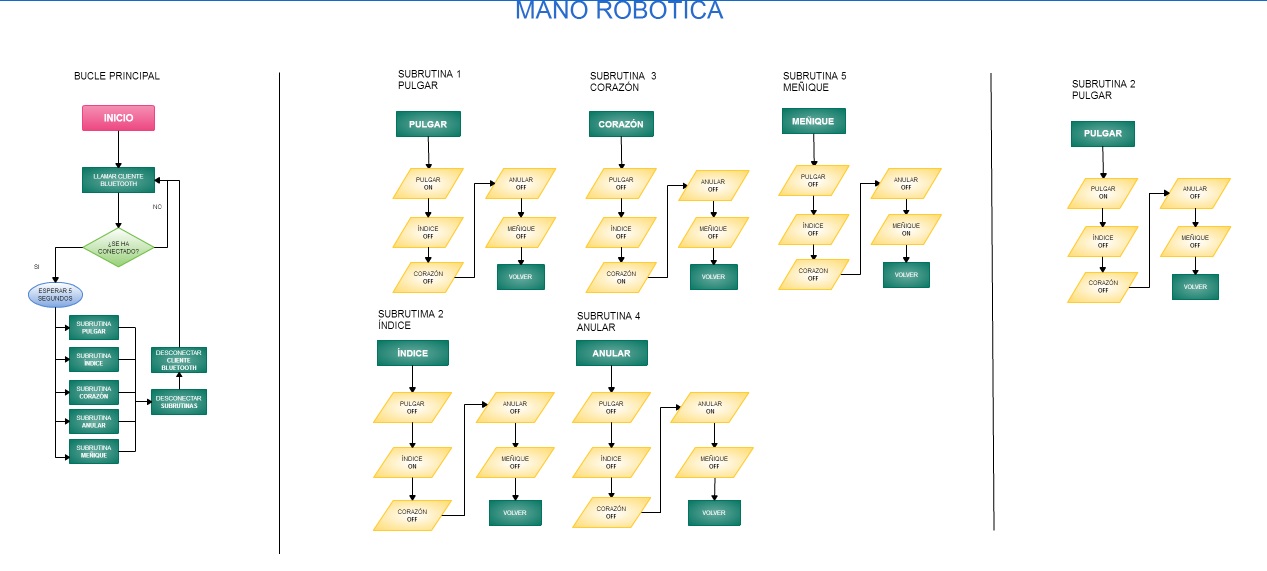 MANO ROBÓTICA
BUCLE PRINCIPAL
INICIO
LLAMAR CLIENTE
BLUETOOTH
NO
¿SE HA
CONECTADO?
SI
ESPERAR 5
SEGUNDOS
SUBRUTINA
PULGAR
SUBRUTINA
ÍNDICE
SUBRUTINA
CORAZÓN
SUBRUTINA
ANULAR
SUBRUTINA
MEÑIQUE
DESCONECTAR
CLIENTE
BLUETOOTH
DESCONECTAR
SUBRUTINAS
SUBRUTINA 1
PULGAR
PULGAR
PULGAR
ON
ÍNDICE
OFF
CORAZÓN
OFF
ANULAR
OFF
MEÑIQUE
OFF
VOLVER
SUBRUTINA 3
CORAZÓN
CORAZÓN
PULGAR
OFF
ÍNDICE
OFF
CORAZÓN
ON
ANULAR
OFF
MEÑIQUE
OFF
VOLVER
SUBRUTINA 5
MEÑIQUE
MEÑIQUE
PULGAR
OFF
ÍNDICE
OFF
CORAZON
OFF
ANULAR
OFF
MEÑIQUE
ON
VOLVER
SUBRUTIMA 2
ÍNDICE
ÍNDICE
PULGAR
OFF
ÍNDICE
ON
CORAZÓN
OFF
ANULAR
OFF
MEÑIQUE
OFF
VOLVER
SUBRUTINA 4
ANULAR
ANULAR
PULGAR
OFF
ÍNDICE
OFF
CORAZÓN
OFF
ANULAR
ON
MEÑIQUE
OFF
VOLVER
SUBRUTINA 2
PULGAR
PULGAR
PULGAR
ON
ÍNDICE
OFF
CORAZÓN
OFF
ANULAR
OFF
MEÑIQUE
OFF
VOLVER